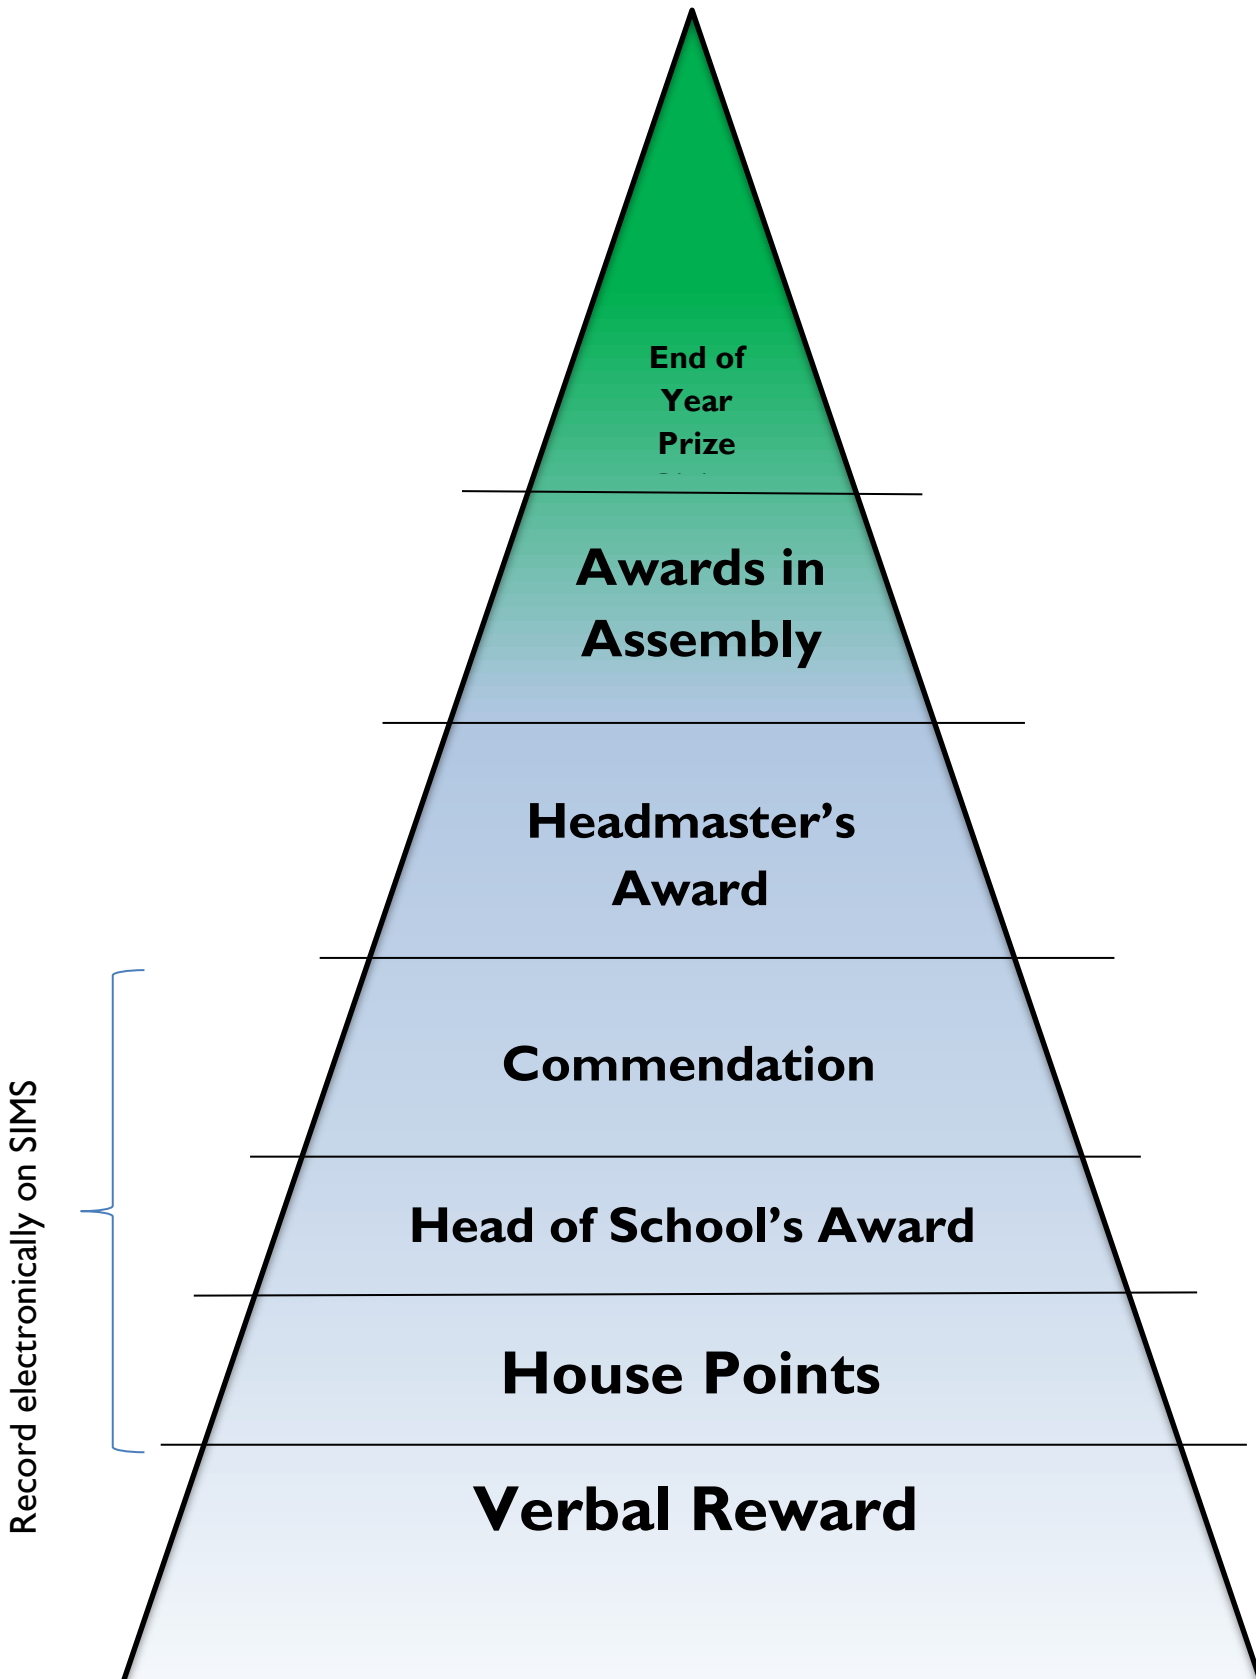 End of
Year
Prize
Awards in
Assembly
Headmaster’s
Award
Commendation
Head of School’s Award
House Points
Verbal Reward
Record electronically on SIMS